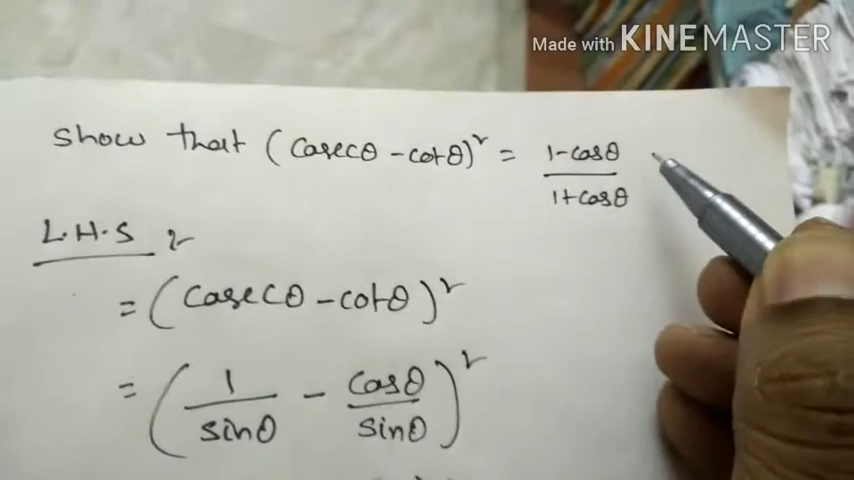 Made with KINEMASTER
show that (Cosecθ - cotθ)² = (1-cosθ)/(1+cosθ)
L.H.S
= (Cosecθ - cotθ)²
= (1/sinθ - Cosθ/sinθ)²